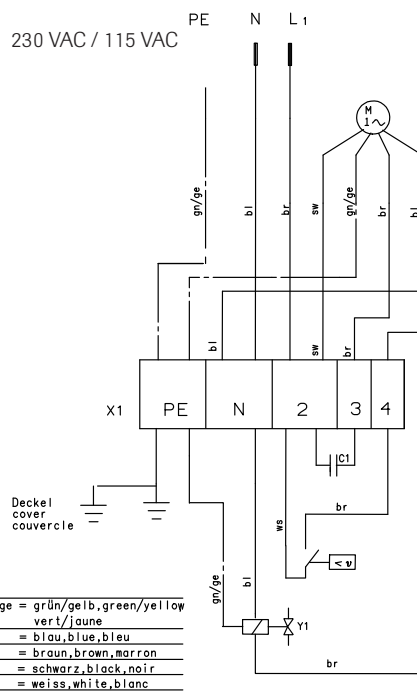 PE N L1
230 VAC / 115 VAC
M
1~
gn/ge bl br sw gn/ge br bl
bl sw br
X1 PE N 2 3 4
C1
Deckel
cover
couvercle
ws br
< υ
gn/ge bl
Y1
br
ge = grün/gelb,green/yellow
vert/jaune
= blau,blue,bleu
= braun,brown,marron
= schwarz,black,noir
= weiss,white,blanc